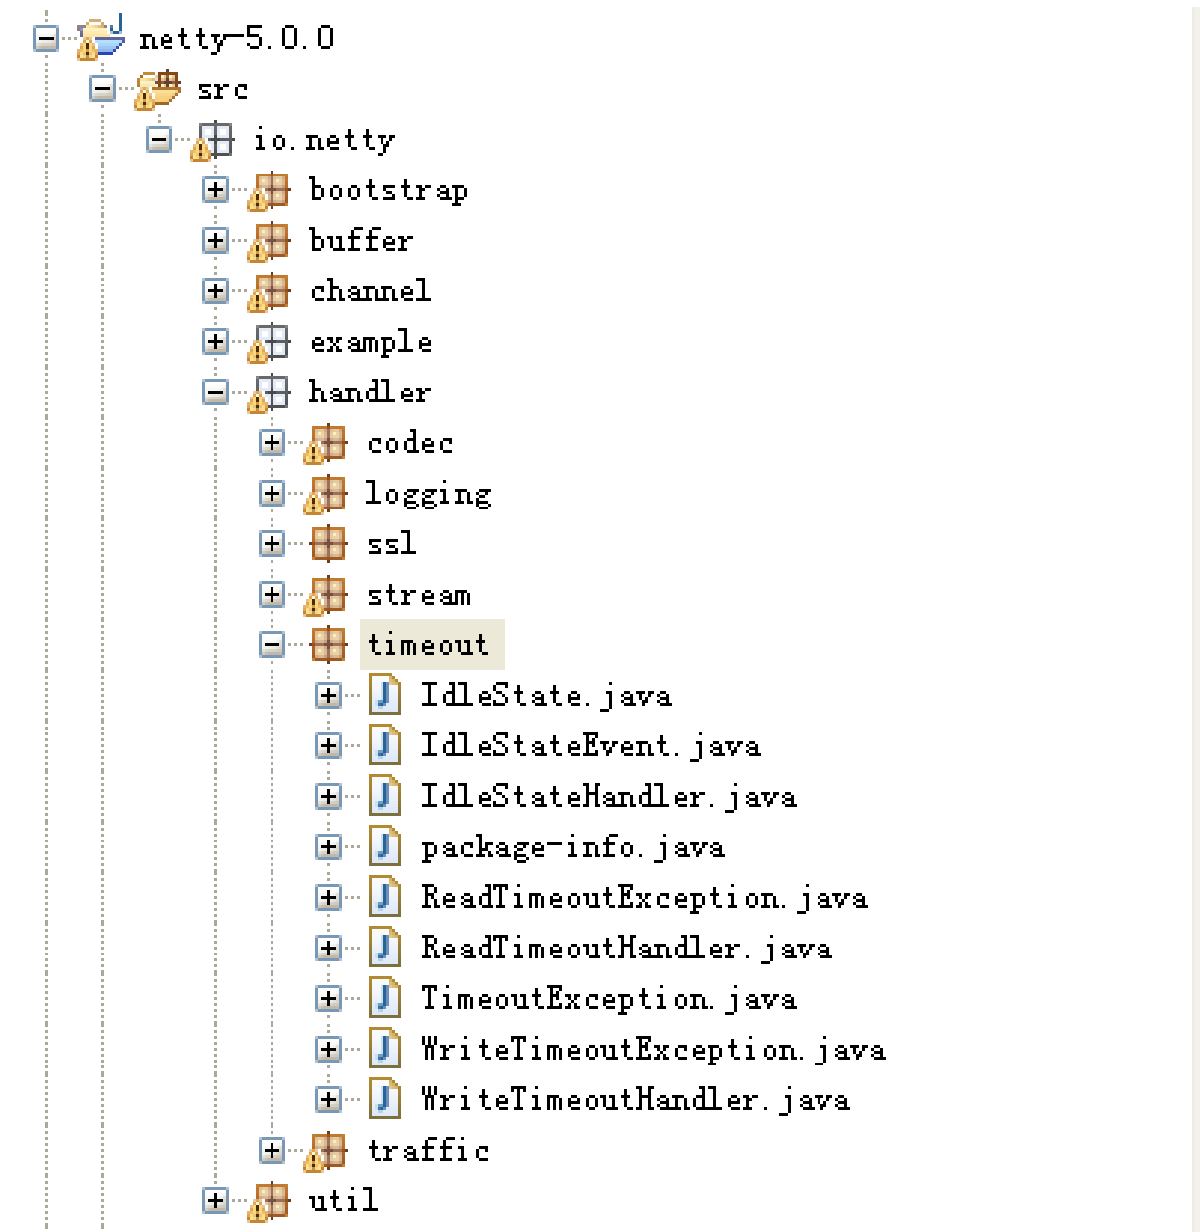 netty-5.0.0
src
io.netty
bootstrap
buffer
channel
example
handler
codec
logging
ssl
stream
timeout
IdleState.java
IdleStateEvent.java
IdleStateHandler.java
package-info.java
ReadTimeoutException.java
ReadTimeoutHandler.java
TimeoutException.java
WriteTimeoutException.java
WriteTimeoutHandler.java
traffic
util